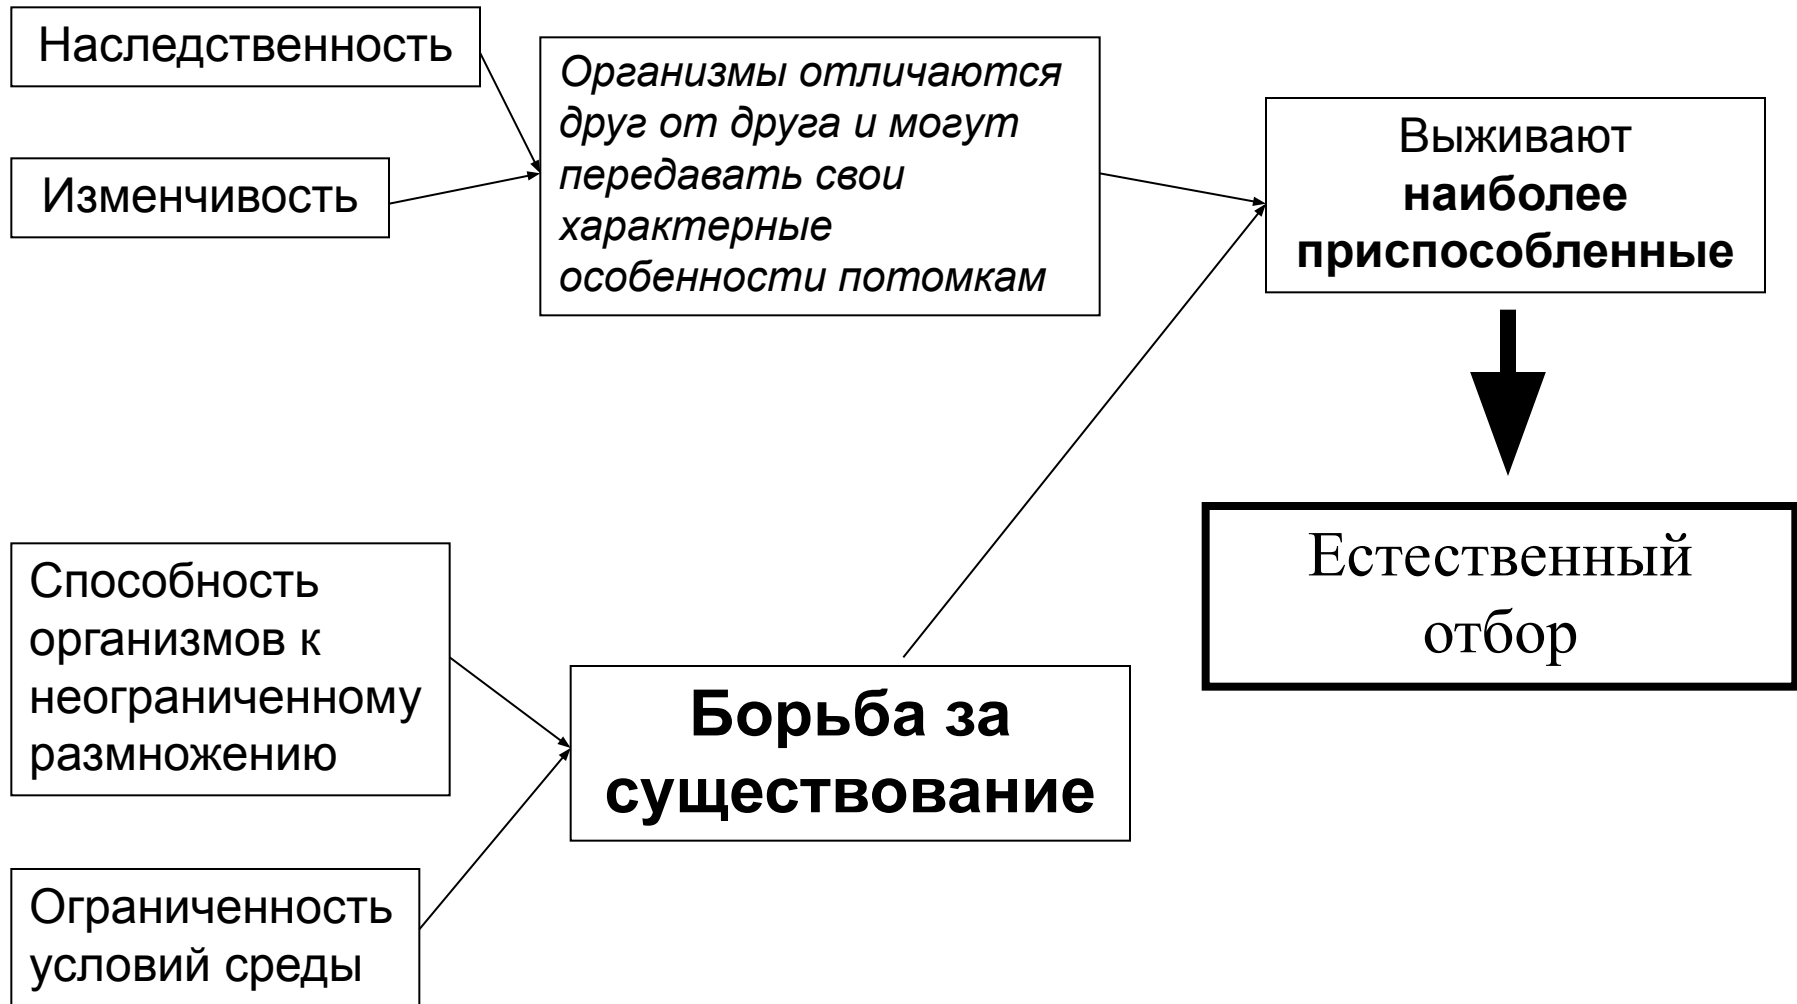 Наследственность
Изменчивость
Организмы отличаются
друг от друга и могут
передавать свои
характерные
особенности потомкам
Выживают
наиболее
приспособленные
Способность
организмов к
неограниченному
размножению
Ограниченность
условий среды
Борьба за
существование
Естественный
отбор